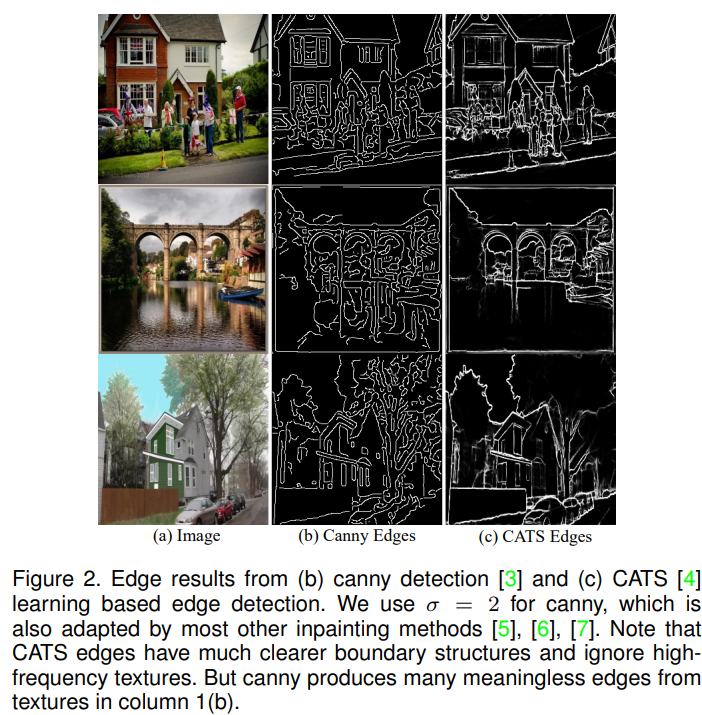 (a) Image (b) Canny Edges (c) CATS Edges
Figure 2. Edge results from (b) canny detection [3] and (c) CATS [4]
learning based edge detection. We use σ = 2 for canny, which is
also adapted by most other inpainting methods [5], [6], [7]. Note that
CATS edges have much clearer boundary structures and ignore high-
frequency textures. But canny produces many meaningless edges from
textures in column 1(b).